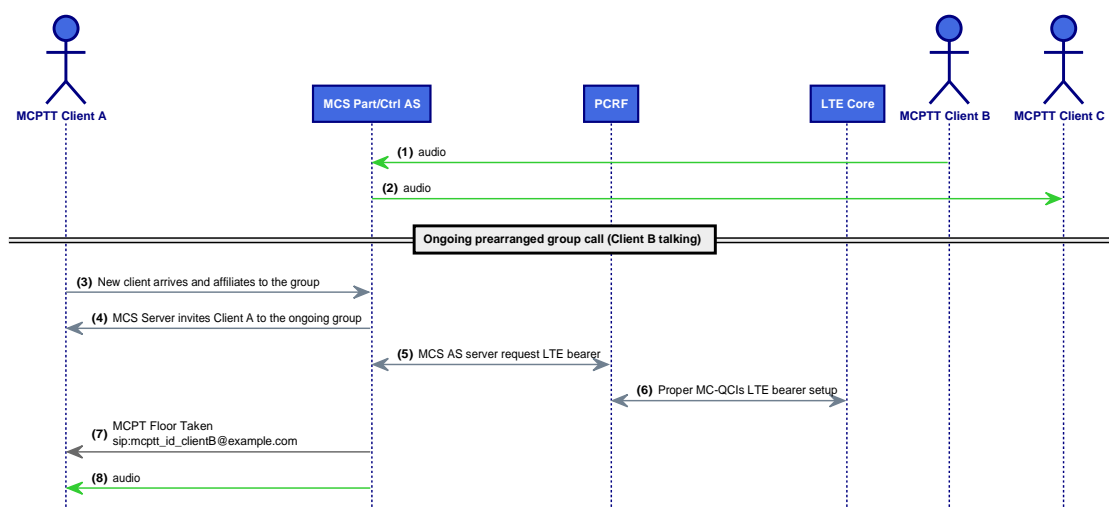 MCPTT Client A
MCS Part/Ctrl AS
PCRF
LTE Core
MCPTT Client B
MCPTT Client C
(1) audio
(2) audio
Ongoing prearranged group call (Client B talking)
(3) New client arrives and affiliates to the group
(4) MCS Server invites Client A to the ongoing group
(5) MCS AS server request LTE bearer
(6) Proper MC-QCIs LTE bearer setup
(7) MCPT Floor Taken
sip:mcptt_id_clientB@example.com
(8) audio